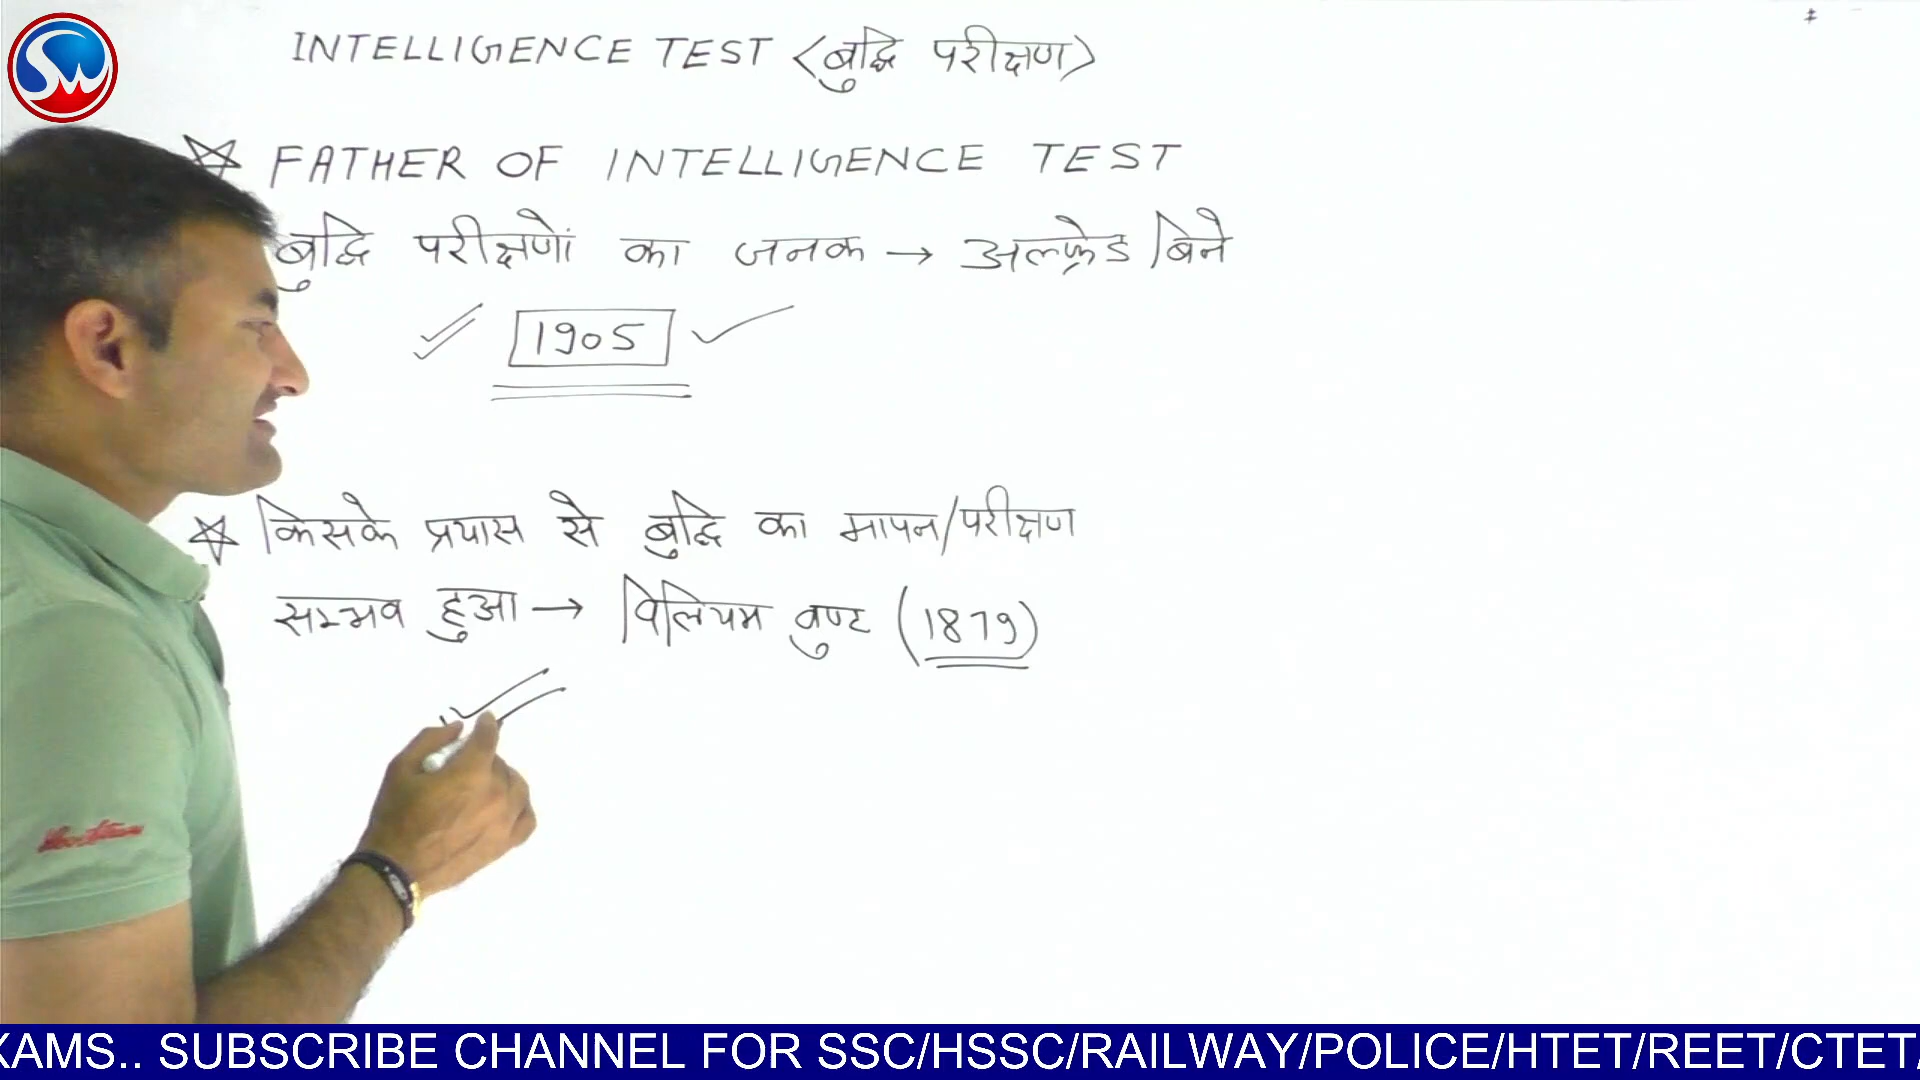 INTELLIGENCE TEST (बुद्धि परीक्षण)
FATHER OF INTELLIGENCE TEST
बुद्धि परीक्षणों का जनक → अल्फ्रेड बिने
1905
किसके प्रयास से बुद्धि का मापन/परीक्षण
सम्भव हुआ → विलियम वुण्ट (1879)
XAMS.. SUBSCRIBE CHANNEL FOR SSC/HSSC/RAILWAY/POLICE/HTET/REET/CTET/